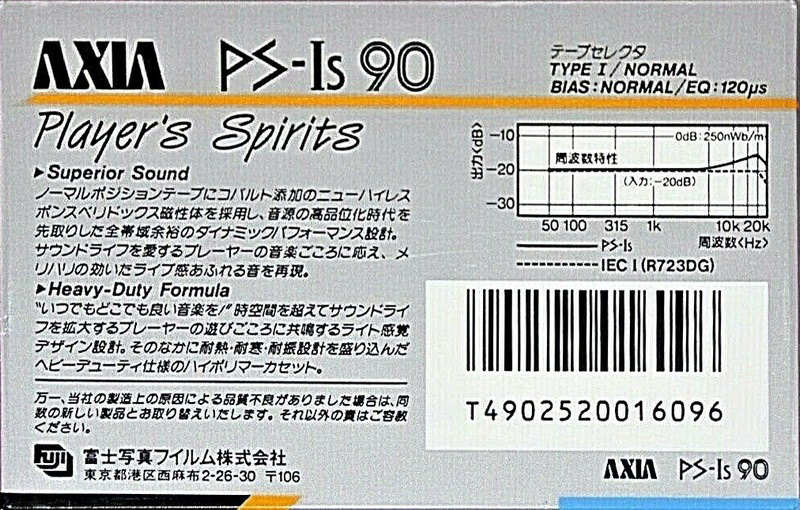 AXIA PS-Is 90
テープセレクタ
TYPE I/NORMAL
BIAS:NORMAL/EQ:120μs
Player's Spirits
▶Superior Sound
ノーマルポジションテープにコバルト添加のニューハイレス
ポンスベリドックス磁性体を採用し、音源の高品位化時代を
先取りした全帯域余裕のダイナミックパフォーマンス設計。
サウンドライフを愛するプレーヤーの音楽ごころに応え、メ
リハリの効いたライブ感あふれる音を再現。
▶Heavy-Duty Formula
"いつでもどこでも良い音楽を!"時空間を超えてサウンドライ
フを拡大するプレーヤーの遊びごころに共鳴するライト感覚
デザイン設計。そのなかに耐熱・耐寒・耐振設計を盛り込んだ
ヘビーデューティ仕様のハイポリマーカセット。
万一、当社の製造上の原因による品質不良がありました場合は、同
数の新しい製品とお取り替えいたします。それ以外の責はご容赦
ください。
FUJI 富士写真フイルム株式会社
東京都港区西麻布2-26-30 〒106
出力<dB>
-10
-20
-30
0dB:250nWb/m
周波数特性
(入力:-20dB)
50 100 315 1k 10k 20k
周波数<Hz>
PS-Is
IEC I(R723DG)
T4902520016096
AXIA PS-Is 90